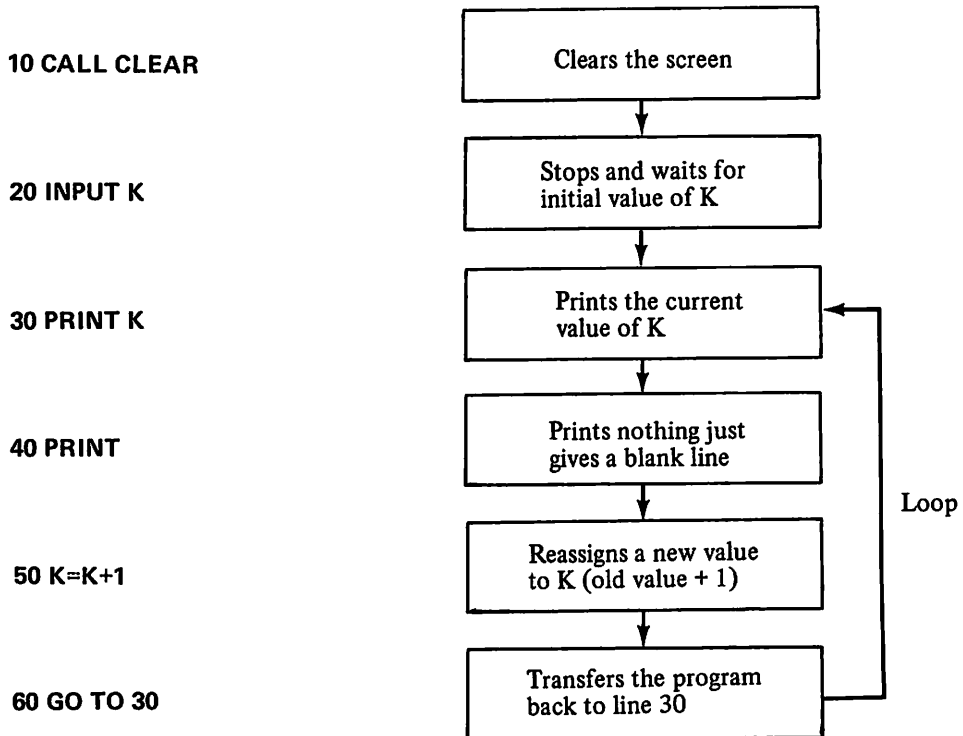 10 CALL CLEAR
Clears the screen
20 INPUT K
Stops and waits for
initial value of K
30 PRINT K
Prints the current
value of K
40 PRINT
Prints nothing just
gives a blank line
Loop
50 K=K+1
Reassigns a new value
to K (old value + 1)
60 GO TO 30
Transfers the program
back to line 30